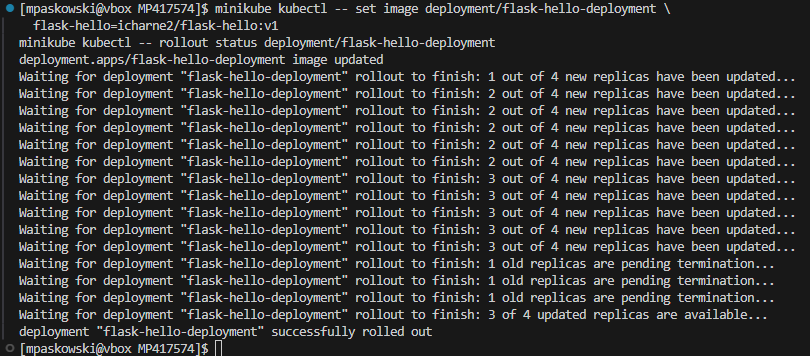 [mpaskowski@vbox MP417574]$ minikube kubectl -- set image deployment/flask-hello-deployment \
flask-hello=icharne2/flask-hello:v1
minikube kubectl -- rollout status deployment/flask-hello-deployment
deployment.apps/flask-hello-deployment image updated
Waiting for deployment "flask-hello-deployment" rollout to finish: 1 out of 4 new replicas have been updated...
Waiting for deployment "flask-hello-deployment" rollout to finish: 2 out of 4 new replicas have been updated...
Waiting for deployment "flask-hello-deployment" rollout to finish: 2 out of 4 new replicas have been updated...
Waiting for deployment "flask-hello-deployment" rollout to finish: 2 out of 4 new replicas have been updated...
Waiting for deployment "flask-hello-deployment" rollout to finish: 2 out of 4 new replicas have been updated...
Waiting for deployment "flask-hello-deployment" rollout to finish: 2 out of 4 new replicas have been updated...
Waiting for deployment "flask-hello-deployment" rollout to finish: 3 out of 4 new replicas have been updated...
Waiting for deployment "flask-hello-deployment" rollout to finish: 3 out of 4 new replicas have been updated...
Waiting for deployment "flask-hello-deployment" rollout to finish: 3 out of 4 new replicas have been updated...
Waiting for deployment "flask-hello-deployment" rollout to finish: 3 out of 4 new replicas have been updated...
Waiting for deployment "flask-hello-deployment" rollout to finish: 3 out of 4 new replicas have been updated...
Waiting for deployment "flask-hello-deployment" rollout to finish: 1 old replicas are pending termination...
Waiting for deployment "flask-hello-deployment" rollout to finish: 1 old replicas are pending termination...
Waiting for deployment "flask-hello-deployment" rollout to finish: 1 old replicas are pending termination...
Waiting for deployment "flask-hello-deployment" rollout to finish: 3 of 4 updated replicas are available...
deployment "flask-hello-deployment" successfully rolled out
[mpaskowski@vbox MP417574]$